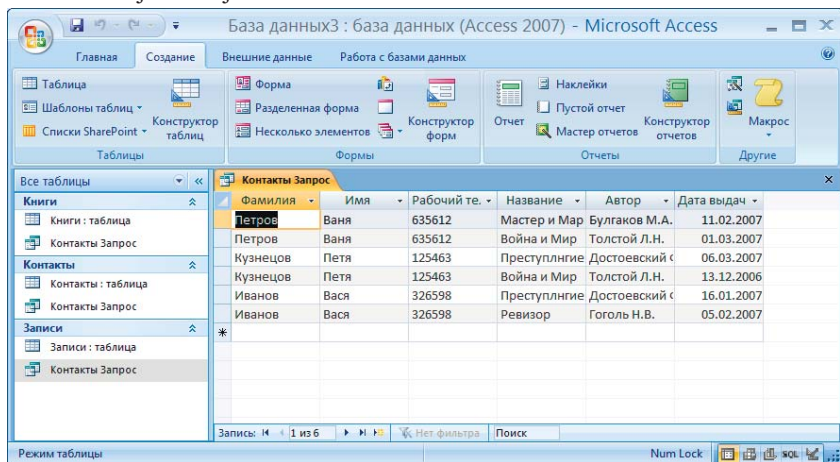 База данных3 : база данных (Access 2007) - Microsoft Access
Главная Создание Внешние данные Работа с базами данных
Таблица
Шаблоны таблиц
Списки SharePoint
Конструктор таблиц
Таблицы
Форма
Разделенная форма
Несколько элементов
Конструктор форм
Формы
Отчет
Наклейки
Пустой отчет
Мастер отчетов
Конструктор отчетов
Отчеты
Макрос
Другие
Все таблицы
Книги
Книги : таблица
Контакты Запрос
Контакты
Контакты : таблица
Контакты Запрос
Записи
Записи : таблица
Контакты Запрос
Контакты Запрос
Фамилия Имя Рабочий те. Название Автор Дата выдач
Петров Ваня 635612 Мастер и Мар Булгаков М.А. 11.02.2007
Петров Ваня 635612 Война и Мир Толстой Л.Н. 01.03.2007
Кузнецов Петя 125463 Преступлнгие Достоевский 06.03.2007
Кузнецов Петя 125463 Война и Мир Толстой Л.Н. 13.12.2006
Иванов Вася 326598 Преступлнгие Достоевский 16.01.2007
Иванов Вася 326598 Ревизор Гоголь Н.В. 05.02.2007
Запись: 1 из 6 Нет фильтра Поиск
Режим таблицы Num Lock SQL